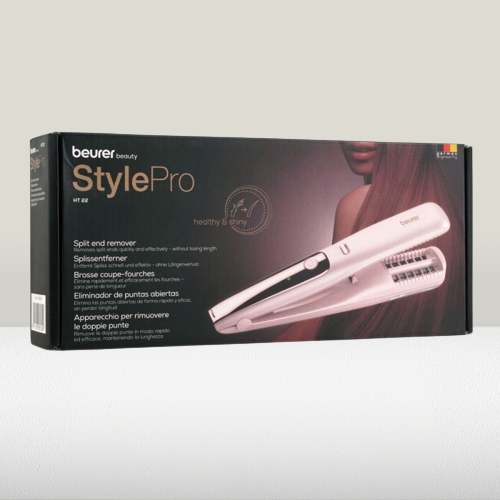 beurer beauty
StylePro
HT 22
healthy & shiny
german
engineering
Split end remover
Removes split ends quickly and effectively – without losing length
Splissentferner
Entfernt Spliss schnell und effektiv – ohne Längenverlust
Brosse coupe-fourches
Élimine rapidement et efficacement les fourches –
sans perte de longueur
Eliminador de puntas abiertas
Elimina las puntas abiertas de forma rápida y eficaz,
sin perder longitud
Apparecchio per rimuovere
le doppie punte
Rimuove le doppie punte in modo rapido
ed efficace, mantenendo la lunghezza
beurer